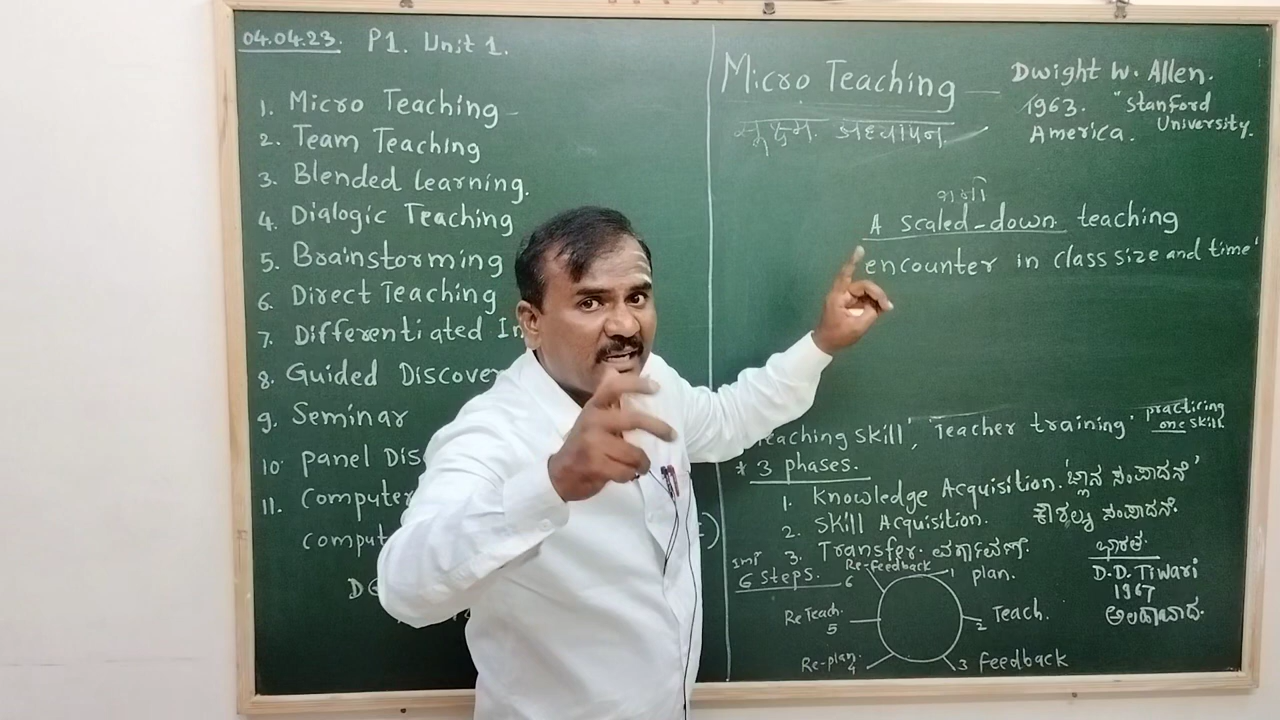 04.04.23. P1. Unit 1.
1. Micro Teaching
2. Team Teaching
3. Blended learning.
4. Dialogic Teaching
5. Brainstorming
6. Direct Teaching
7. Differentiated In
8. Guided Discove
9. Seminar
10. panel Dis
11. Computer
comput
Micro Teaching — Dwight W. Allen.
1963. "Stanford
America. University.
सूक्ष्म. अध्यापन
A scaled-down teaching
encounter in class size and time'
Teaching skill', 'Teacher training' practicing
one skill
* 3 phases.
1. Knowledge Acquisition. 'ಜ್ಞಾನ ಸಂಪಾದನೆ'
2. Skill Acquisition. ಕೌಶಲ್ಯ ಸಂಪಾದನೆ.
3. Transfer. ವರ್ಗಾವಣೆ.
Imp
6 Steps.
1 plan.
2 Teach.
3 feedback
Re-plan. 4
Re Teach. 5
Re-feedback 6
ಭಾರತ.
D.D. Tiwari
1967
ಅಲಹಾಬಾದ.